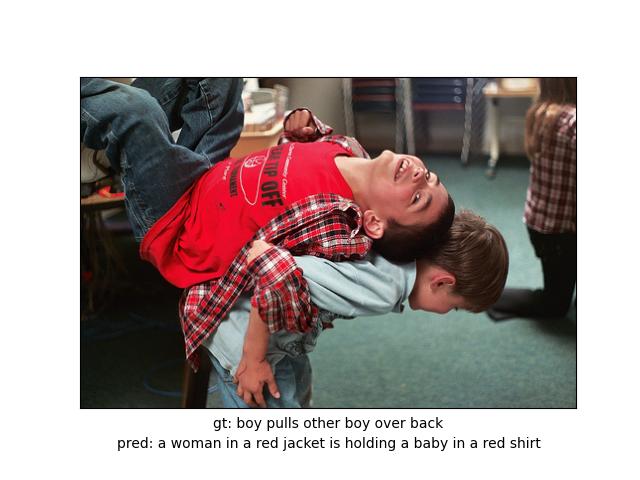 TIP OFF
gt: boy pulls other boy over back
pred: a woman in a red jacket is holding a baby in a red shirt